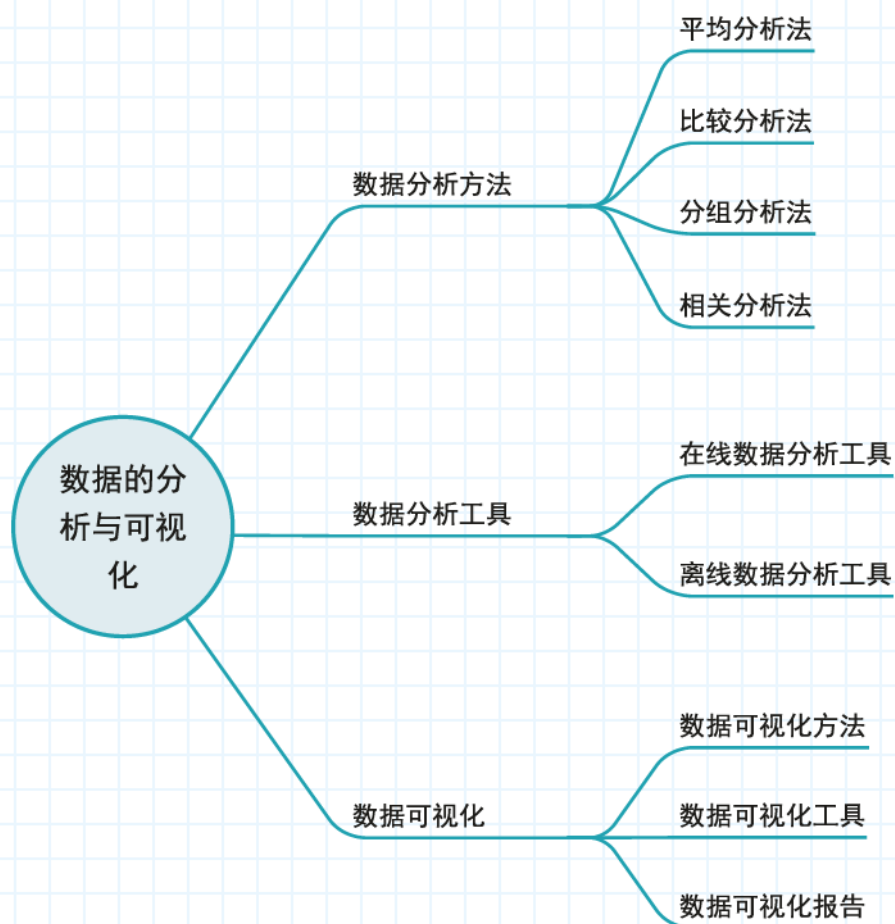 平均分析法
比较分析法
数据分析方法
分组分析法
相关分析法
数据的分
析与可视
化
在线数据分析工具
数据分析工具
离线数据分析工具
数据可视化方法
数据可视化
数据可视化工具
数据可视化报告